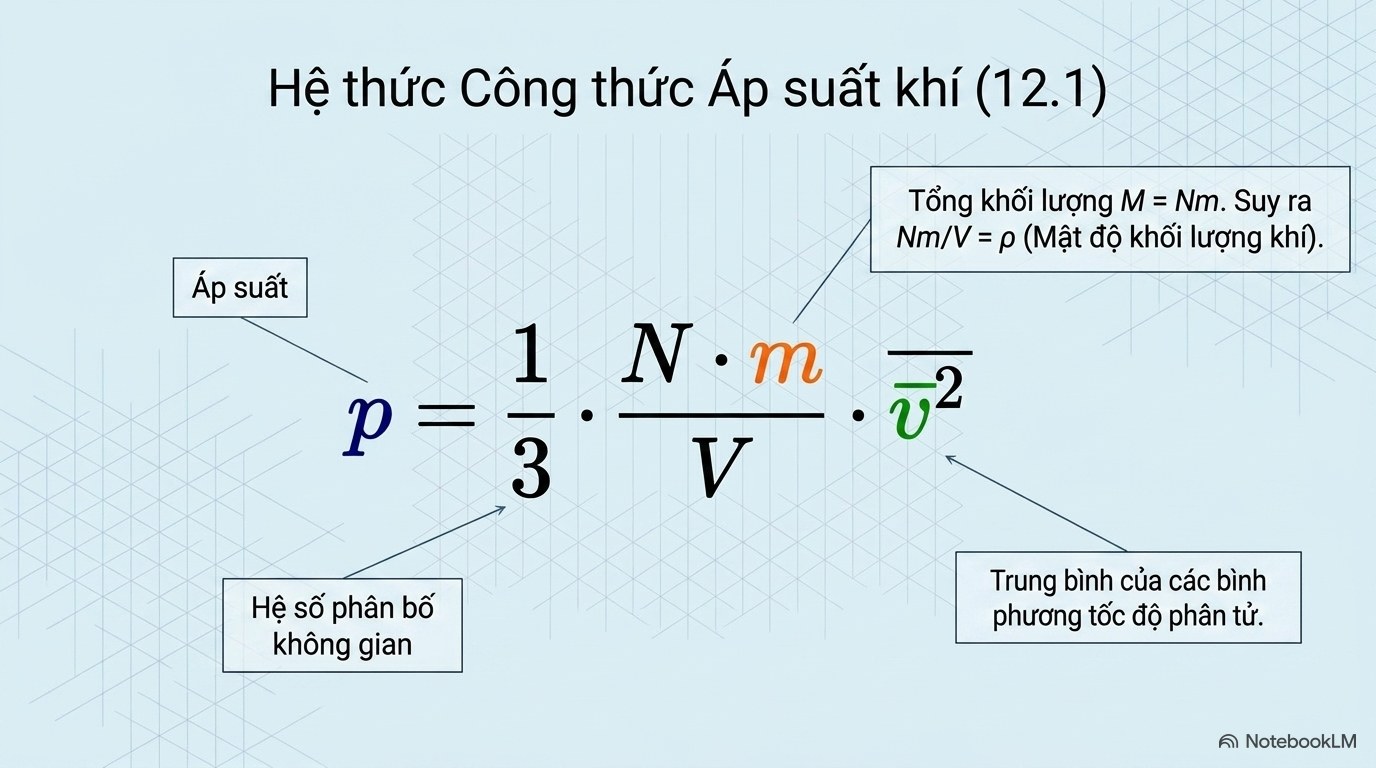 Hệ thức Công thức Áp suất khí (12.1)
Tổng khối lượng M = Nm. Suy ra
Nm/V = ρ (Mật độ khối lượng khí).
Áp suất
p = 1/3 · N · m / V · \overline{\bar{v}^2}
Hệ số phân bố
không gian
Trung bình của các bình
phương tốc độ phân tử.
NotebookLM